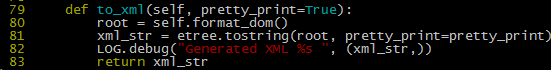 79     def to_xml(self, pretty_print=True):
80         root = self.format_dom()
81         xml_str = etree.tostring(root, pretty_print=pretty_print)
82         LOG.debug("Generated XML %s ", (xml_str,))
83         return xml_str